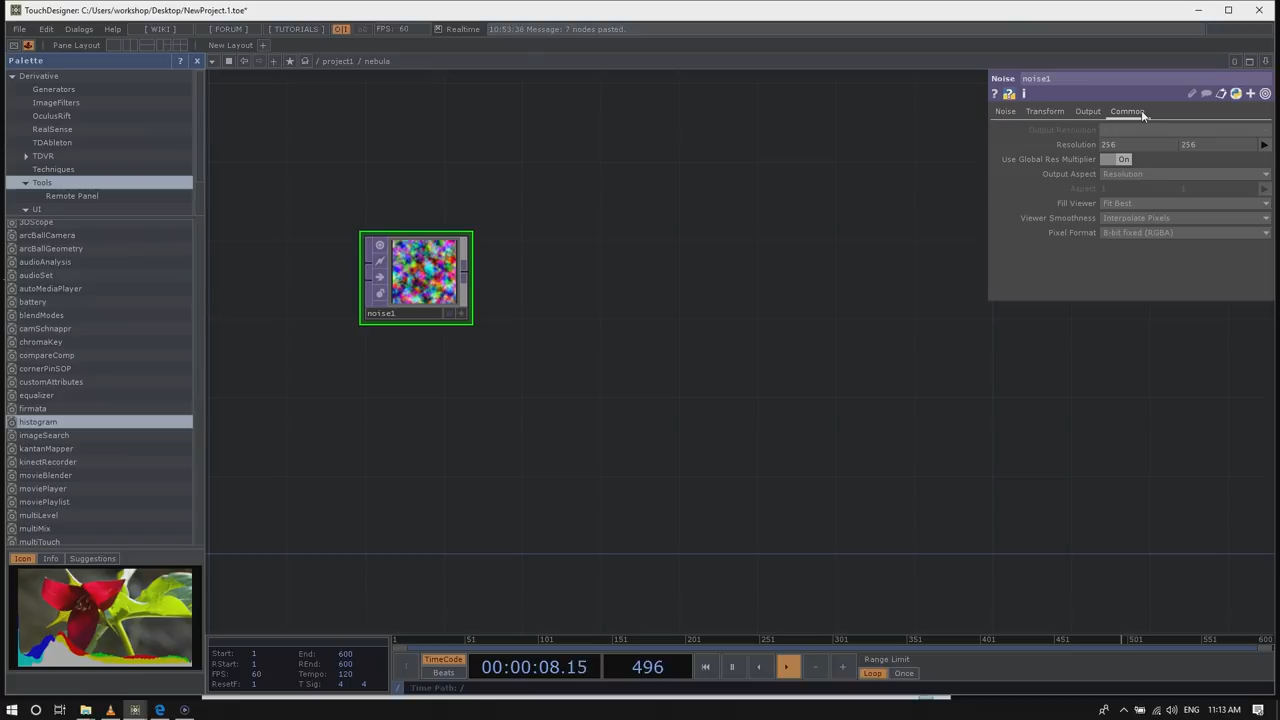 TouchDesigner: C:/Users/workshop/Desktop/NewProject.1.toe*
File Edit Dialogs Help [ WIKI ] [ FORUM ] [ TUTORIALS ] O|I FPS: 60 Realtime 10:53:38 Message: 7 nodes pasted.
Pane Layout New Layout +
Palette ? x / project1 / nebula
Derivative
Generators
ImageFilters
OculusRift
RealSense
TDAbleton
TDVR
Techniques
Tools
Remote Panel
UI
3DScope
arcBallCamera
arcBallGeometry
audioAnalysis
audioSet
autoMediaPlayer
battery
blendModes
camSchnappr
chromaKey
compareComp
cornerPinSOP
customAttributes
equalizer
firmata
histogram
imageSearch
kantanMapper
kinectRecorder
movieBlender
moviePlayer
moviePlaylist
multiLevel
multiMix
multiTouch
Icon Info Suggestions
noise1
Noise noise1
? ? i
Noise Transform Output Common
Output Resolution
Resolution 256 256
Use Global Res Multiplier On
Output Aspect Resolution
Aspect 1 1
Fill Viewer Fit Best
Viewer Smoothness Interpolate Pixels
Pixel Format 8-bit fixed (RGBA)
1 51 101 151 201 251 301 351 401 451 501 551 600
Start: 1 End: 600
RStart: 1 REnd: 600
FPS: 60 Tempo: 120
ResetF: 1 T Sig: 4 4
TimeCode
Beats
00:00:08.15 496
Range Limit
Loop Once
/ Time Path: /
ENG 11:13 AM